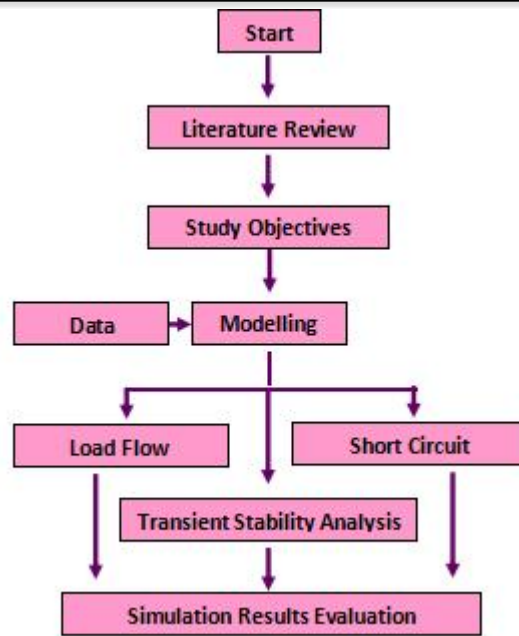 Start
Literature Review
Study Objectives
Data
Modelling
Load Flow
Short Circuit
Transient Stability Analysis
Simulation Results Evaluation